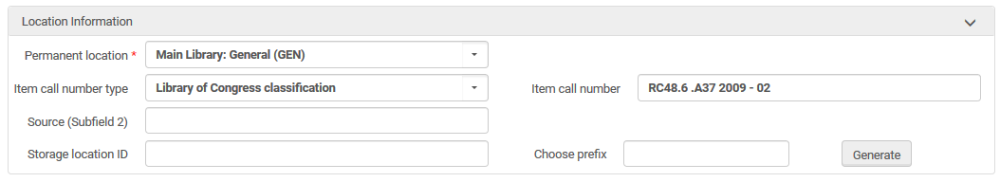 Location Information
Permanent location * Main Library: General (GEN)
Item call number type Library of Congress classification Item call number RC48.6 .A37 2009 - 02
Source (Subfield 2)
Storage location ID Choose prefix Generate